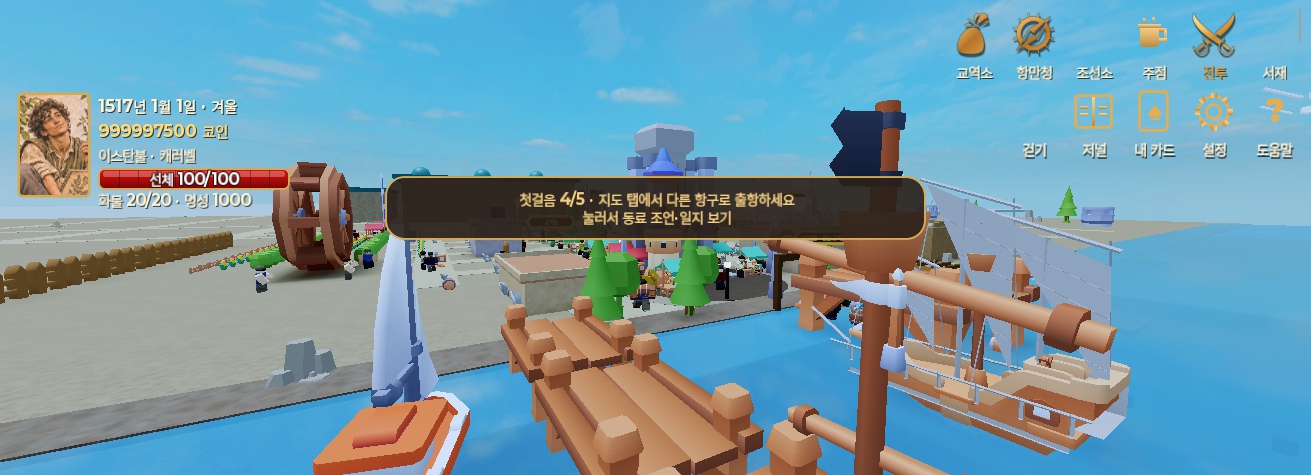 1517년 1월 1일 · 겨울
999997500 코인
이스탄불 · 캐러벨
선체 100/100
화물 20/20 · 명성 1000
첫걸음 4/5 · 지도 탭에서 다른 항구로 출항하세요
눌러서 동료 조언·일지 보기
교역소 항만청 조선소 주점 전투 서재
걷기 저널 내 카드 설정 도움말